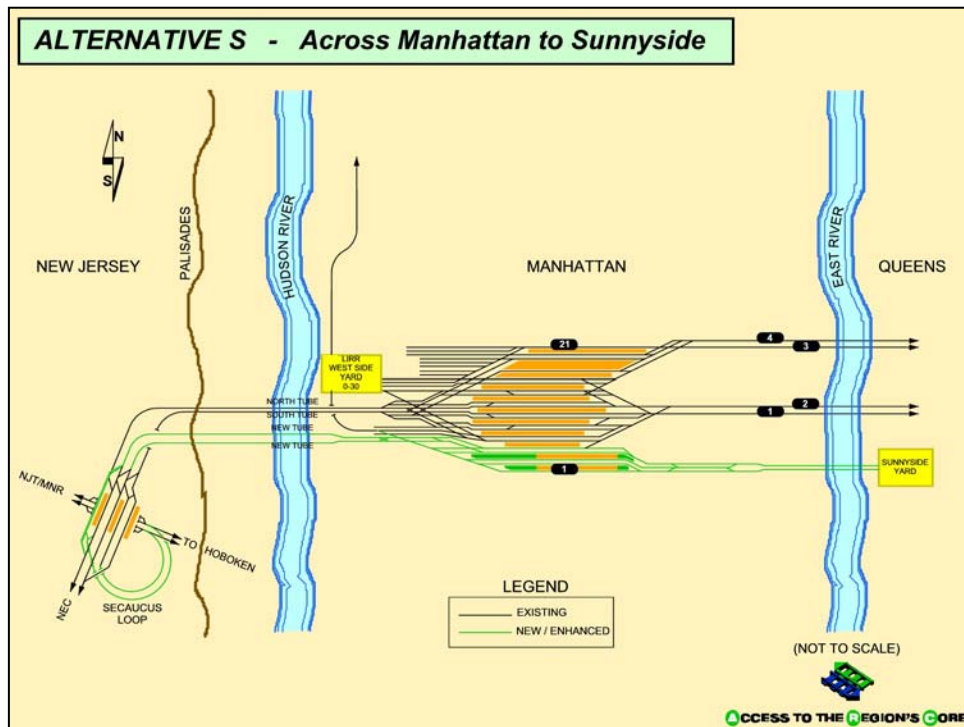 ALTERNATIVE S - Across Manhattan to Sunnyside
N
S
NEW JERSEY
PALISADES
HUDSON RIVER
MANHATTAN
EAST RIVER
QUEENS
LIRR
WEST SIDE
YARD
0-30
21
4
3
NORTH TUBE
SOUTH TUBE
NEW TUBE
NEW TUBE
2
1
1
SUNNYSIDE
YARD
NJT/MNR
TO HOBOKEN
NEC
SECAUCUS
LOOP
LEGEND
EXISTING
NEW / ENHANCED
(NOT TO SCALE)
ACCESS TO THE REGION'S CORE